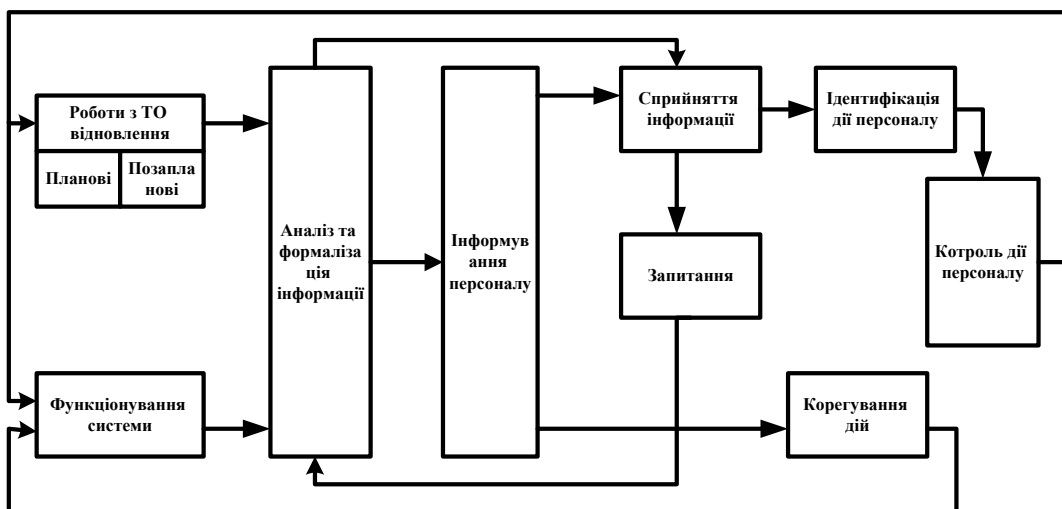 Роботи з ТО
відновлення
Планові
Позапла
нові
Функціонування
системи
Аналіз та
формаліза
ція
інформації
Інформув
ання
персоналу
Сприйняття
інформації
Запитання
Ідентифікація
дії персоналу
Котроль дії
персоналу
Корегування
дій